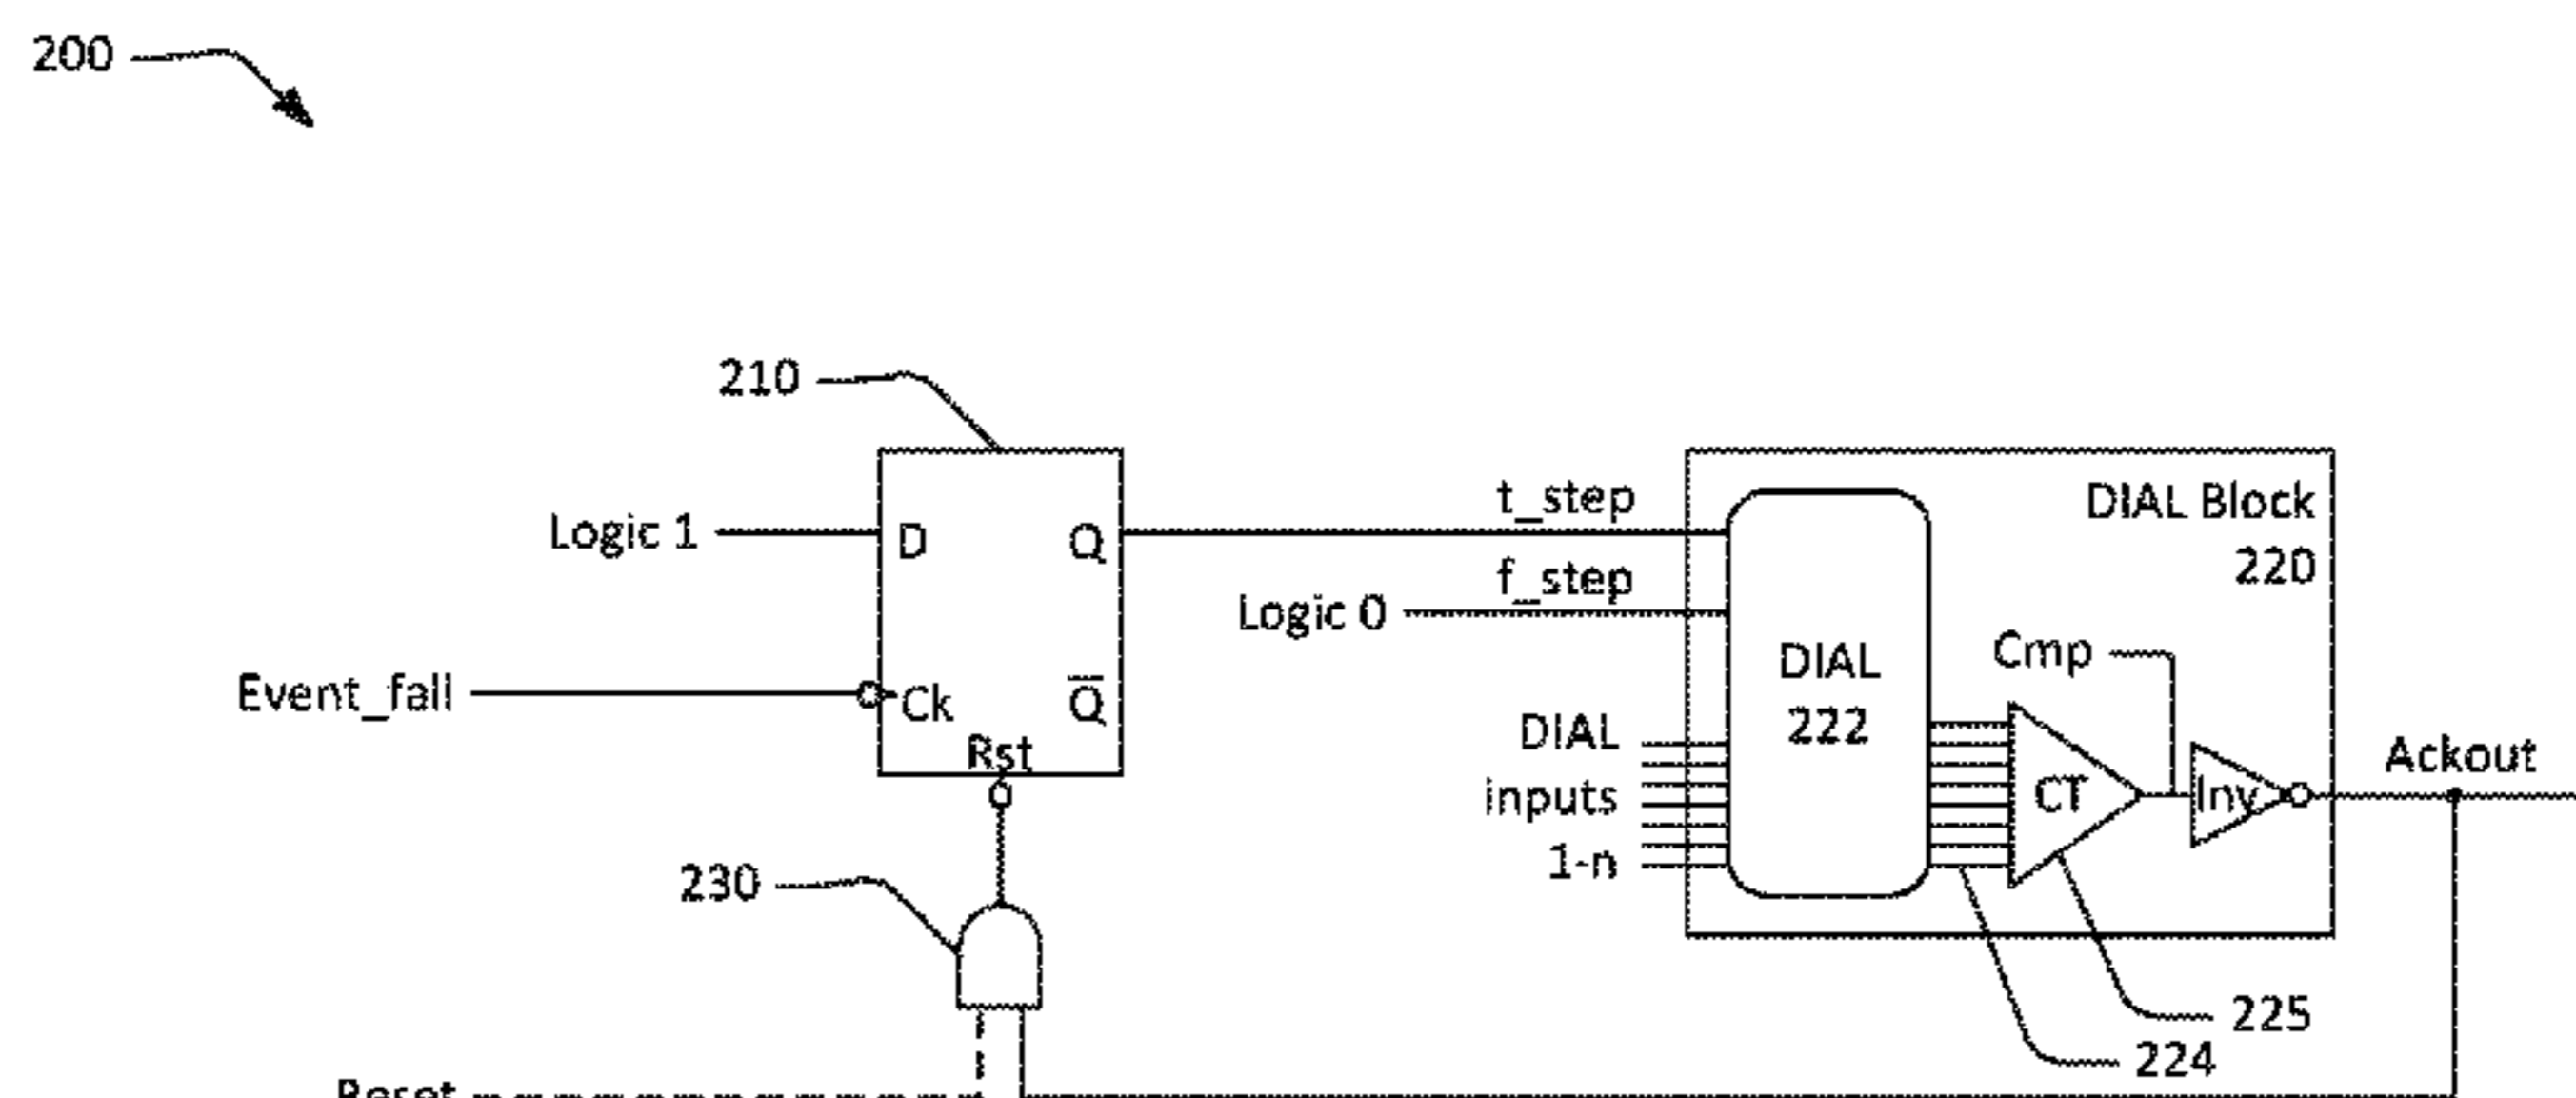 200
210
t_step
DIAL Block
220
Logic 1
D
Q
f_step
Logic 0
DIAL
222
Cmp
Event_fall
Ck
Q
Rst
DIAL
inputs
1-n
CT
Inv
Ackout
230
225
224
Reset